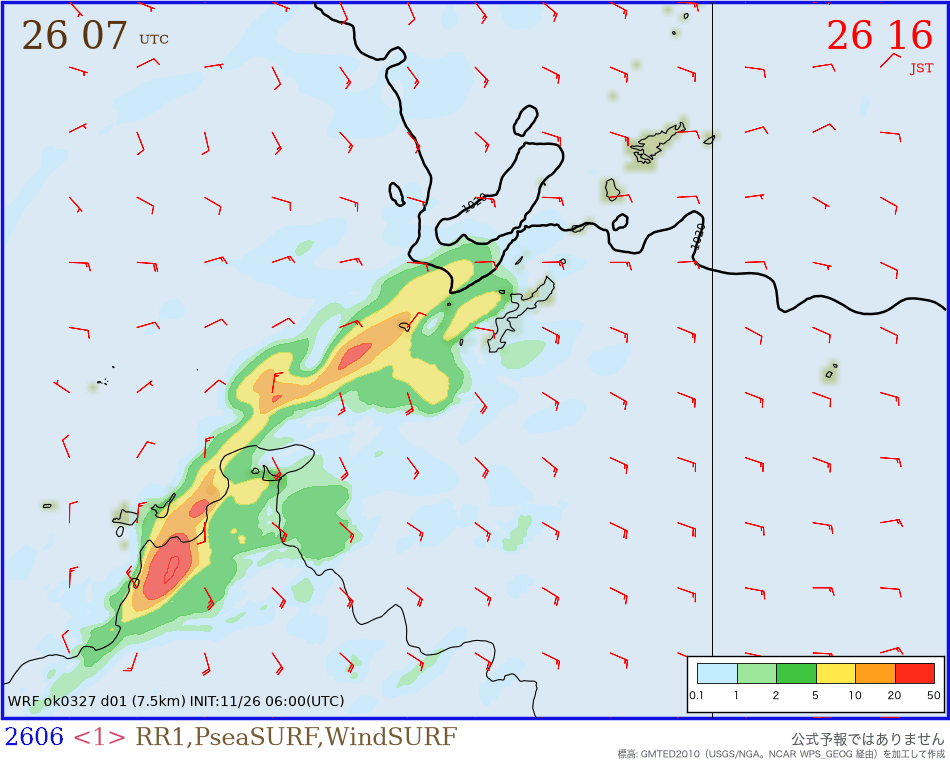 26 07 UTC
26 16
JST
1020
1020
WRF ok0327 d01 (7.5km) INIT:11/26 06:00(UTC)
0.1 1 2 5 10 20 50
2606 <1> RR1,PseaSURF,WindSURF
公式予報ではありません
標高: GMTED2010（USGS/NGA。NCAR WPS_GEOG 経由）を加工して作成